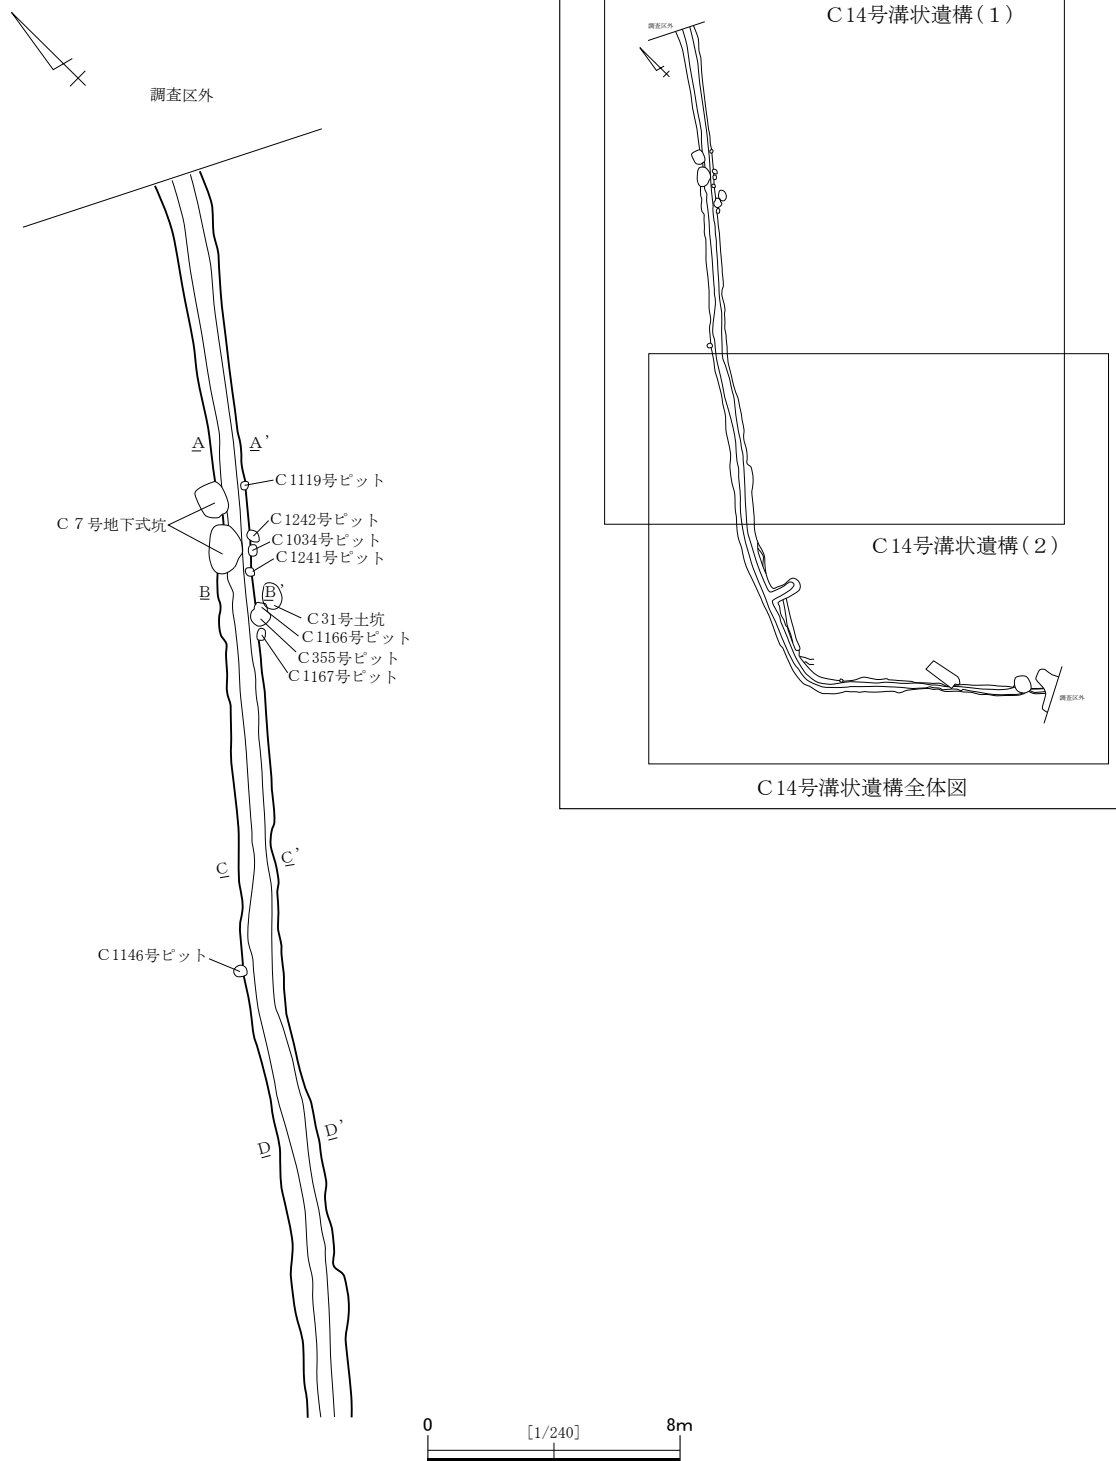 調査区外
A
A’
C1119号ピット
C1242号ピット
C1034号ピット
C1241号ピット
C7号地下式坑
B
B’
C31号土坑
C1166号ピット
C355号ピット
C1167号ピット
C
C’
C1146号ピット
D
D’
0
[1/240]
8m
C14号溝状遺構(1)
調査区外
C14号溝状遺構(2)
調査区外
C14号溝状遺構全体図